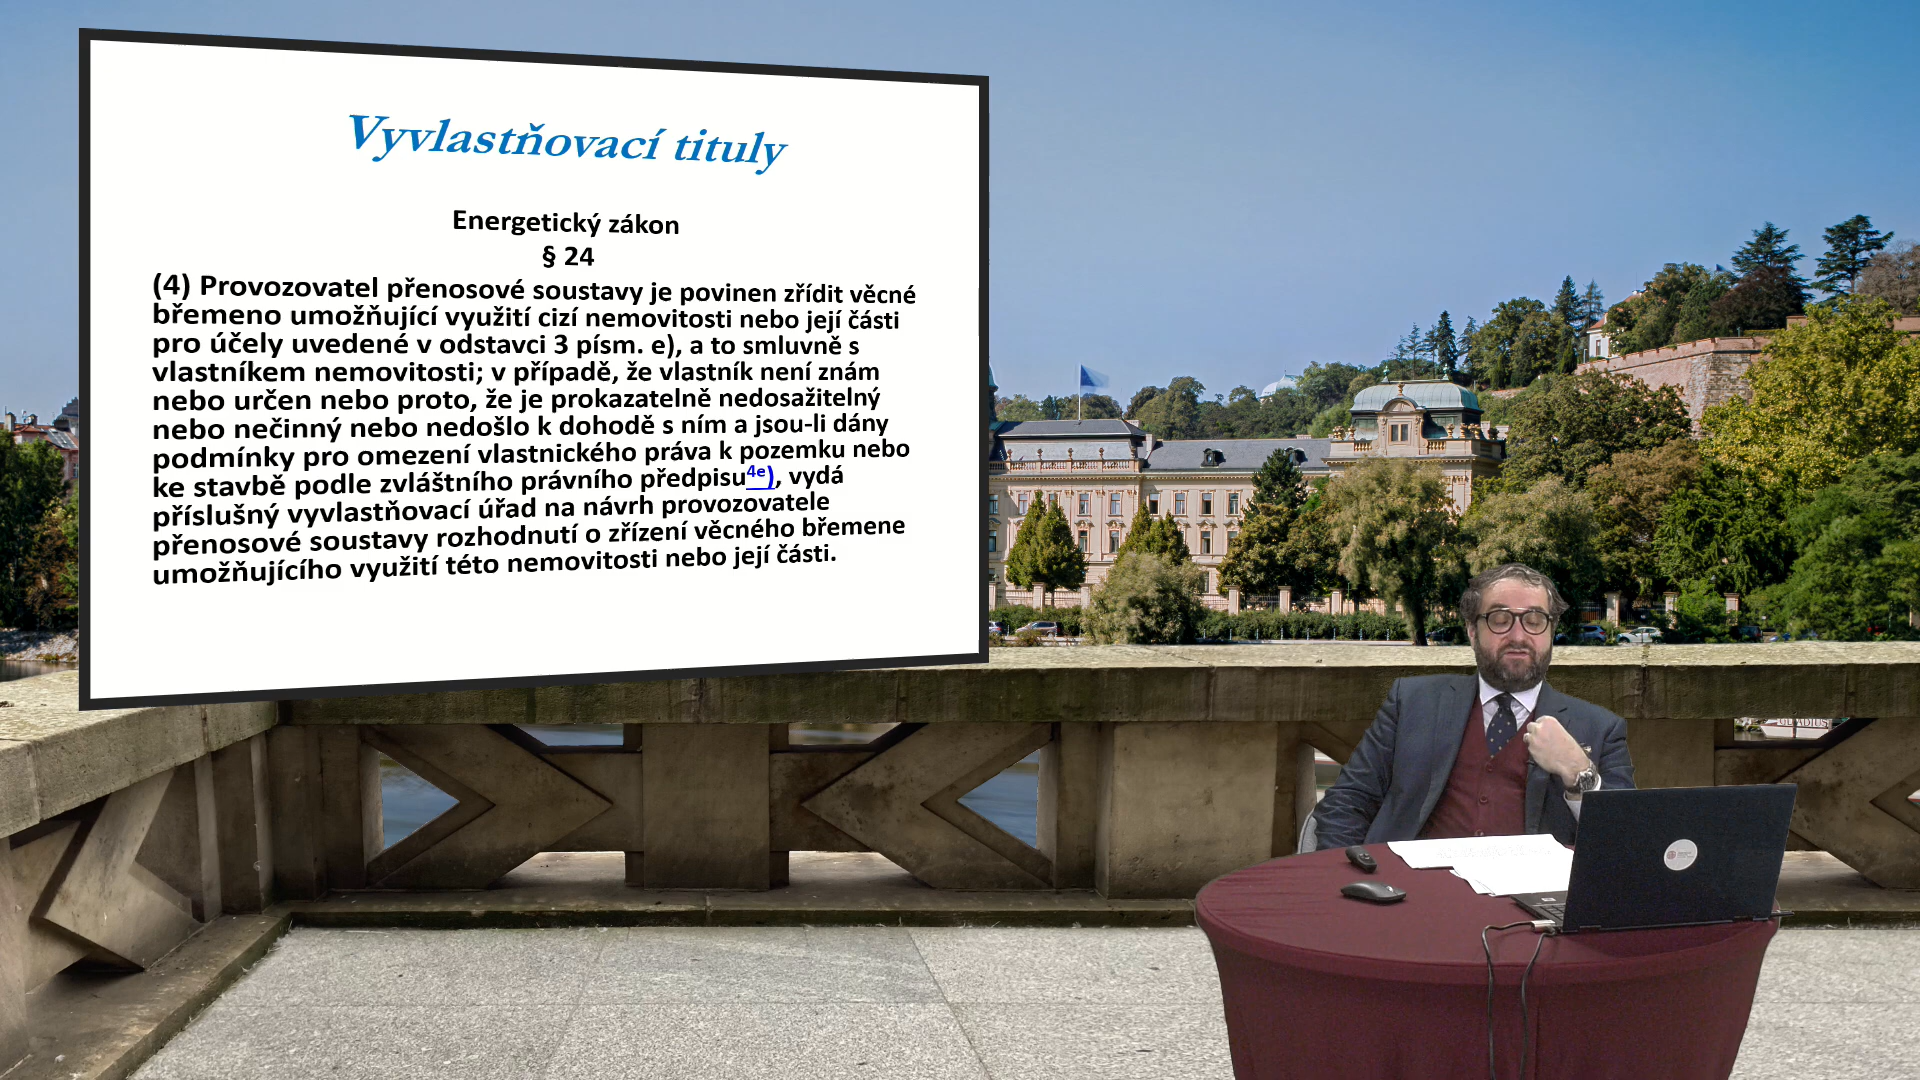 Vyvlastňovací tituly
Energetický zákon
§ 24
(4) Provozovatel přenosové soustavy je povinen zřídit věcné
břemeno umožňující využití cizí nemovitosti nebo její části
pro účely uvedené v odstavci 3 písm. e), a to smluvně s
vlastníkem nemovitosti; v případě, že vlastník není znám
nebo určen nebo proto, že je prokazatelně nedosažitelný
nebo nečinný nebo nedošlo k dohodě s ním a jsou-li dány
podmínky pro omezení vlastnického práva k pozemku nebo
ke stavbě podle zvláštního právního předpisu4e), vydá
příslušný vyvlastňovací úřad na návrh provozovatele
přenosové soustavy rozhodnutí o zřízení věcného břemene
umožňujícího využití této nemovitosti nebo její části.